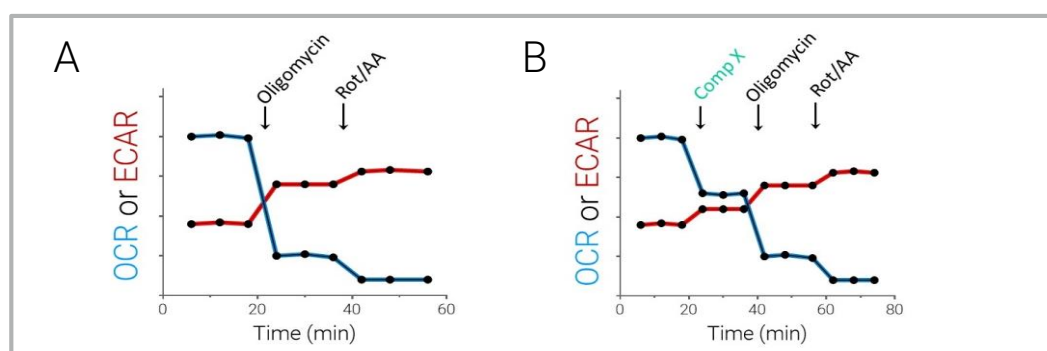 A
Oligomycin
Rot/AA
OCR or ECAR
0
20
40
60
Time (min)
B
Comp X
Oligomycin
Rot/AA
OCR or ECAR
0
20
40
60
80
Time (min)